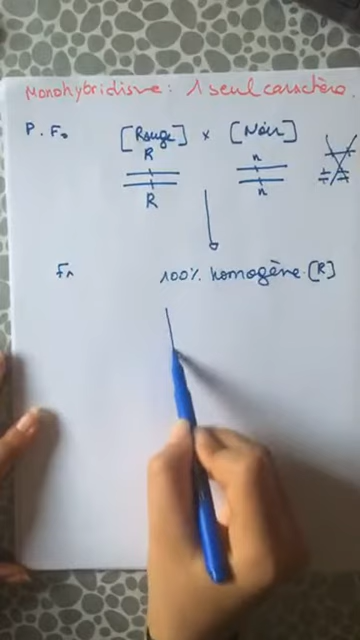 Monohybridisme : 1 seul caractère.
P. F₀ [Rouge] x [Noir]
R n
R n
F₁ 100% homogène [R]